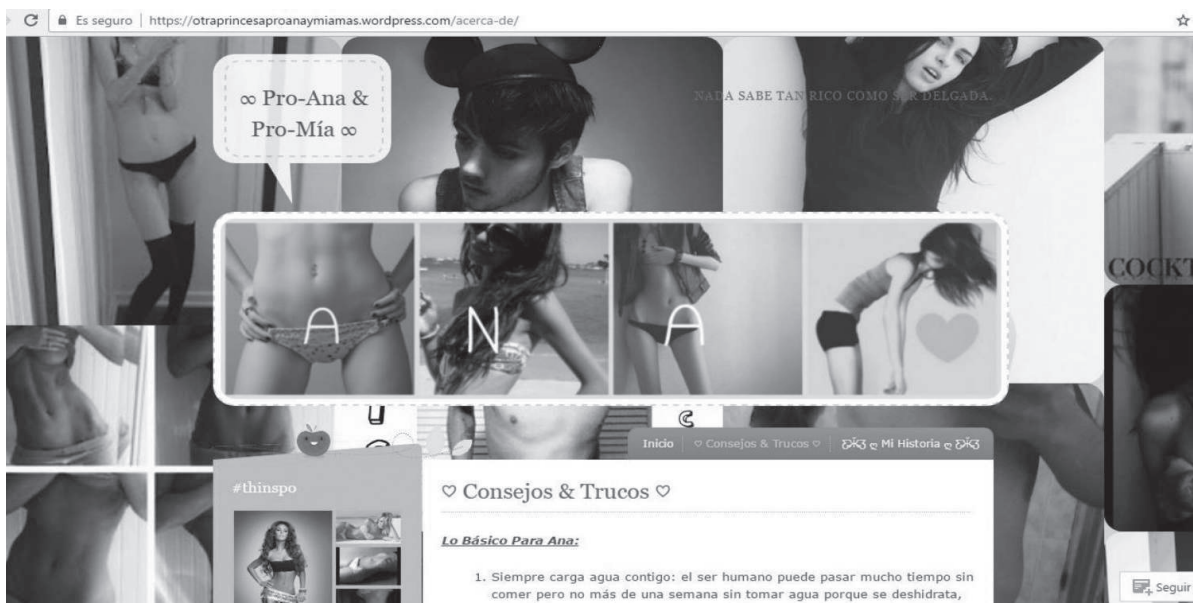 Es seguro | https://otraprincesaproanaymiamas.wordpress.com/acerca-de/
∞ Pro-Ana &
Pro-Mía ∞
NADA SABE TAN RICO COMO SER DELGADA.
A N A
COCKT
Inicio
♡ Consejos & Trucos ♡
Mi Historia
#thinspo
♡ Consejos & Trucos ♡
Lo Básico Para Ana:
1. Siempre carga agua contigo: el ser humano puede pasar mucho tiempo sin
comer pero no más de una semana sin tomar agua porque se deshidrata,
Seguir